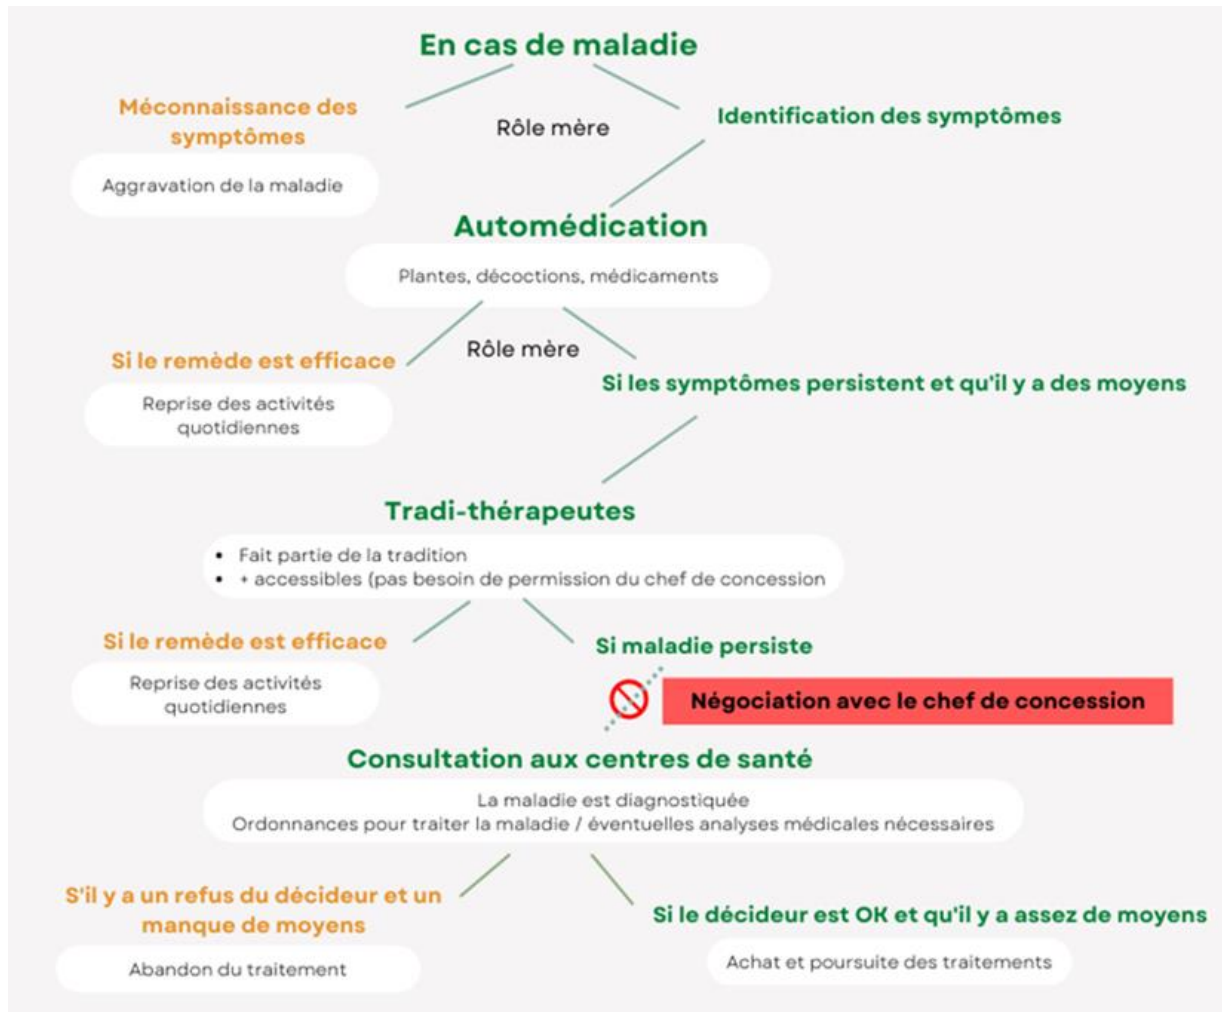 En cas de maladie
Méconnaissance des
symptômes
Rôle mère
Identification des symptômes
Aggravation de la maladie
Automédication
Plantes, décoctions, médicaments
Si le remède est efficace
Rôle mère
Si les symptômes persistent et qu'il y a des moyens
Reprise des activités
quotidiennes
Tradi-thérapeutes
• Fait partie de la tradition
• + accessibles (pas besoin de permission du chef de concession
Si le remède est efficace
Si maladie persiste
Reprise des activités
quotidiennes
Négociation avec le chef de concession
Consultation aux centres de santé
La maladie est diagnostiquée
Ordonnances pour traiter la maladie / éventuelles analyses médicales nécessaires
S'il y a un refus du décideur et un
manque de moyens
Si le décideur est OK et qu'il y a assez de moyens
Abandon du traitement
Achat et poursuite des traitements